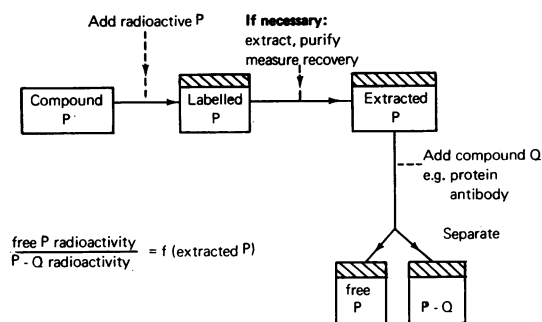 Add radioactive P
If necessary:
extract, purify
measure recovery
Compound
P
Labelled
P
Extracted
P
Add compound Q
e.g. protein
antibody
Separate
free P radioactivity
P - Q radioactivity
= f (extracted P)
free
P
P - Q